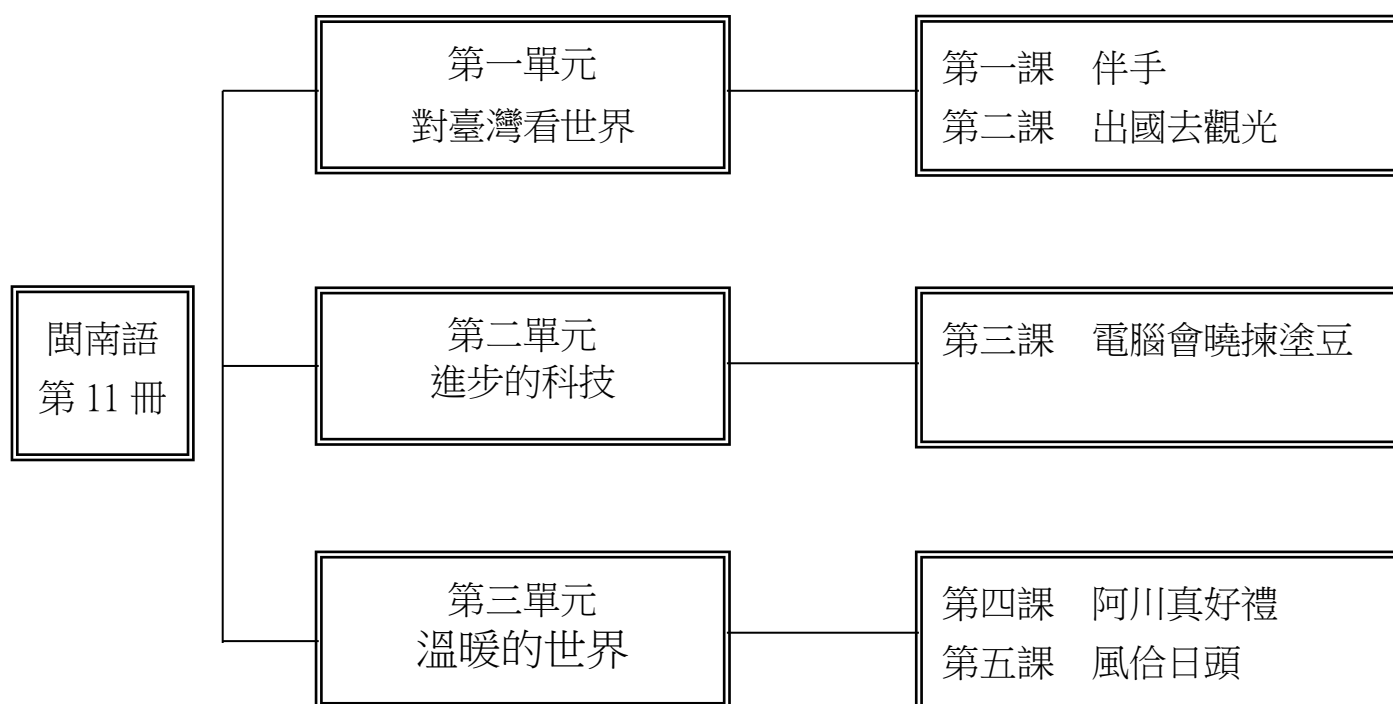 閩南語
第 11 冊
第一單元
對臺灣看世界
第一課　伴手
第二課　出國去觀光
第二單元
進步的科技
第三課　電腦會曉揀塗豆
第三單元
溫暖的世界
第四課　阿川真好禮
第五課　風佮日頭